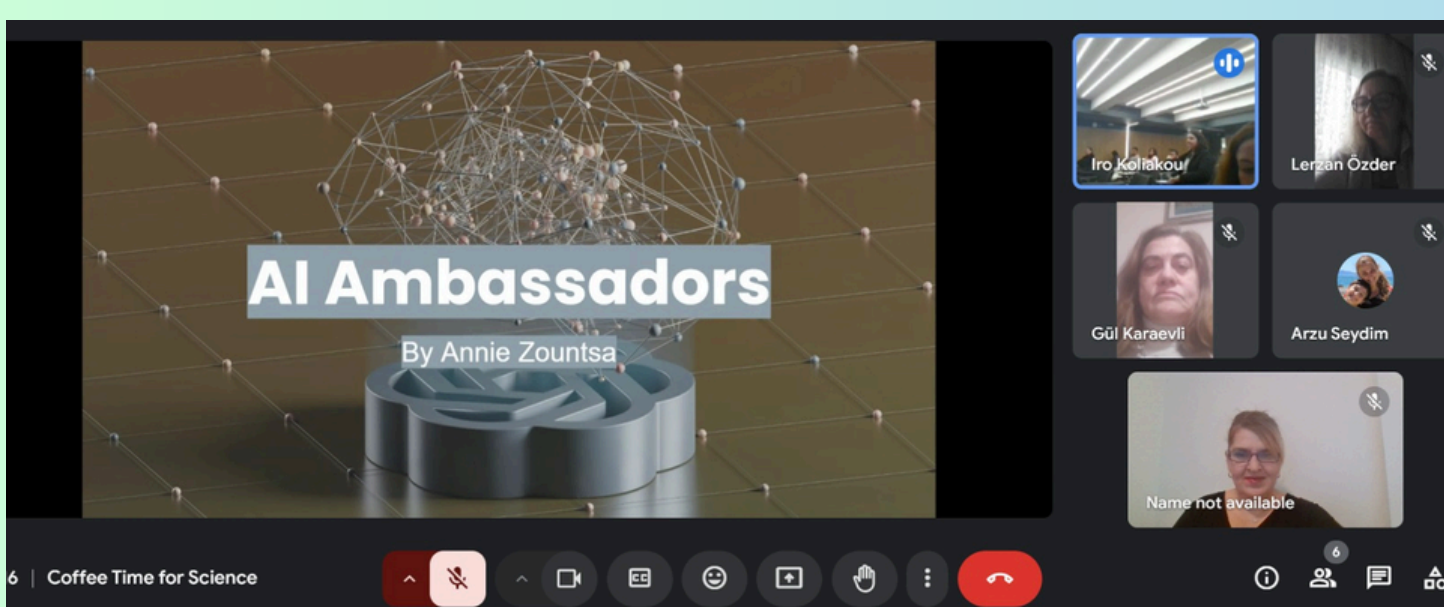 AI Ambassadors
By Annie Zountsa
Iro Koliakou
Lerzan Özder
Gül Karaevli
Arzu Seydim
Name not available
6 | Coffee Time for Science
CC
6